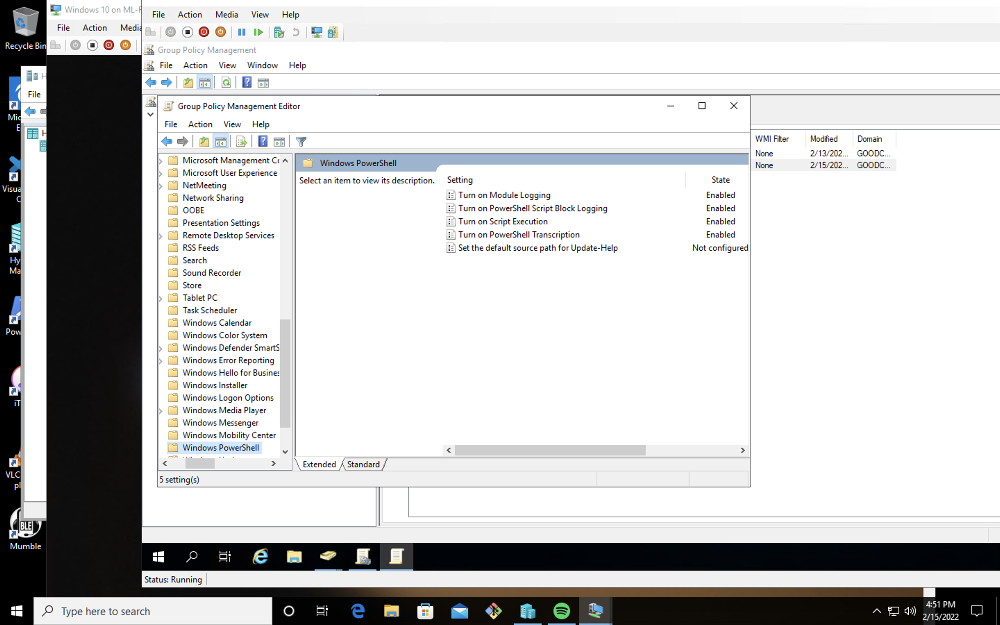 Windows 10 on ML-
File Action Media View Help
File Action Media
Recycle Bin
Group Policy Management
File Action View Window Help
H
File
Group Policy Management Editor
File Action View Help
WMI Filter Modified Domain
None 2/13/202... GOODC...
None 2/15/202... GOODC...
Windows PowerShell
Select an item to view its description.
Setting State
Turn on Module Logging Enabled
Turn on PowerShell Script Block Logging Enabled
Turn on Script Execution Enabled
Turn on PowerShell Transcription Enabled
Set the default source path for Update-Help Not configured
Microsoft Management Co
Microsoft User Experience
NetMeeting
Network Sharing
OOBE
Presentation Settings
Remote Desktop Services
RSS Feeds
Search
Sound Recorder
Store
Tablet PC
Task Scheduler
Windows Calendar
Windows Color System
Windows Defender SmartS
Windows Error Reporting
Windows Hello for Busines
Windows Installer
Windows Logon Options
Windows Media Player
Windows Messenger
Windows Mobility Center
Windows PowerShell
Extended Standard
5 setting(s)
Mic
E
Visua
C
Hy
Ma
Pow
iT
VLC
pl
BLE
Mumble
Status: Running
Type here to search
4:51 PM
2/15/2022